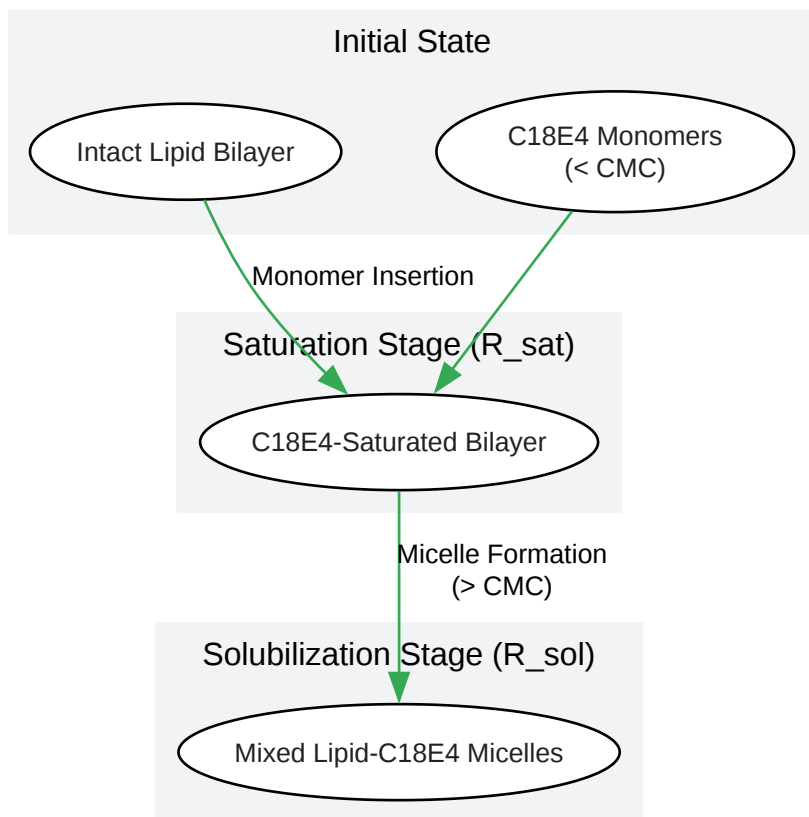 Initial State
Intact Lipid Bilayer
C18E4 Monomers
(< CMC)
Monomer Insertion
Saturation Stage (R_sat)
C18E4-Saturated Bilayer
Micelle Formation
(> CMC)
Solubilization Stage (R_sol)
Mixed Lipid-C18E4 Micelles